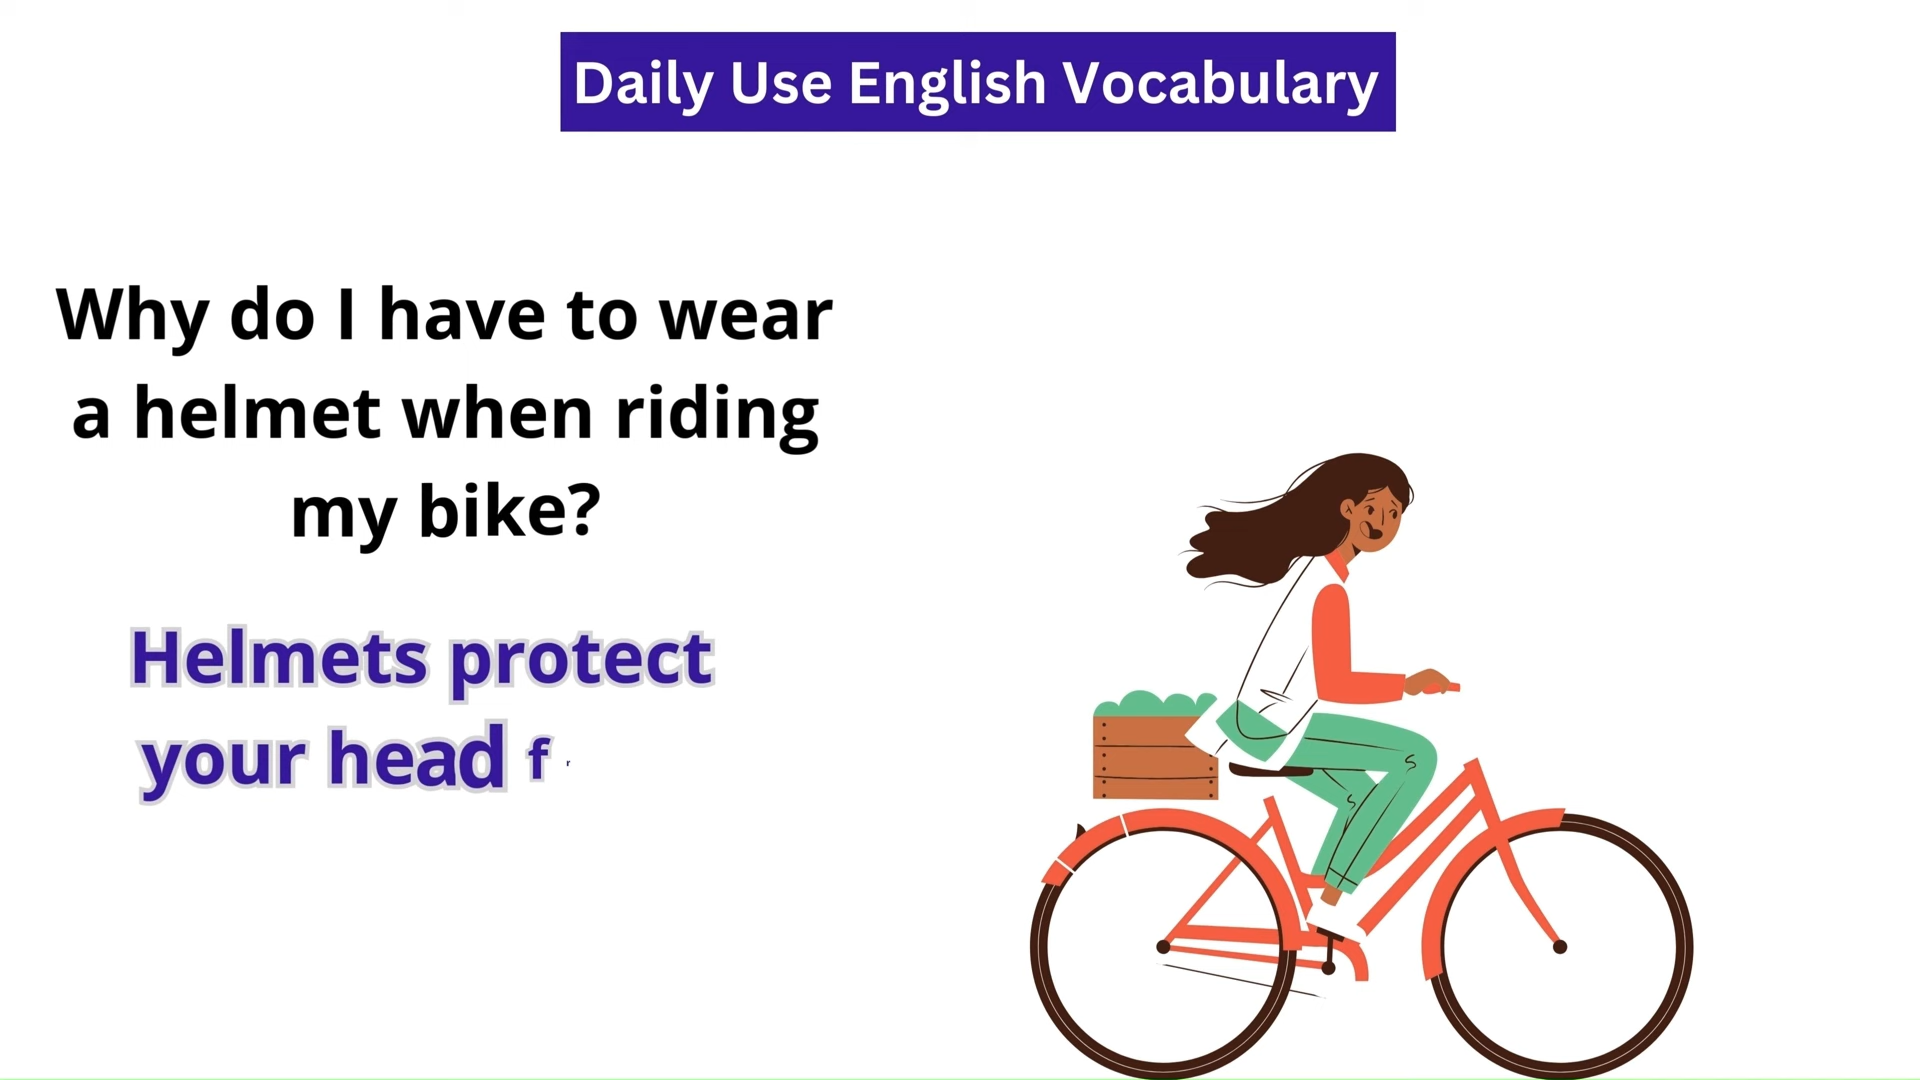 Daily Use English Vocabulary
Why do I have to wear
a helmet when riding
my bike?
Helmets protect
your head f r